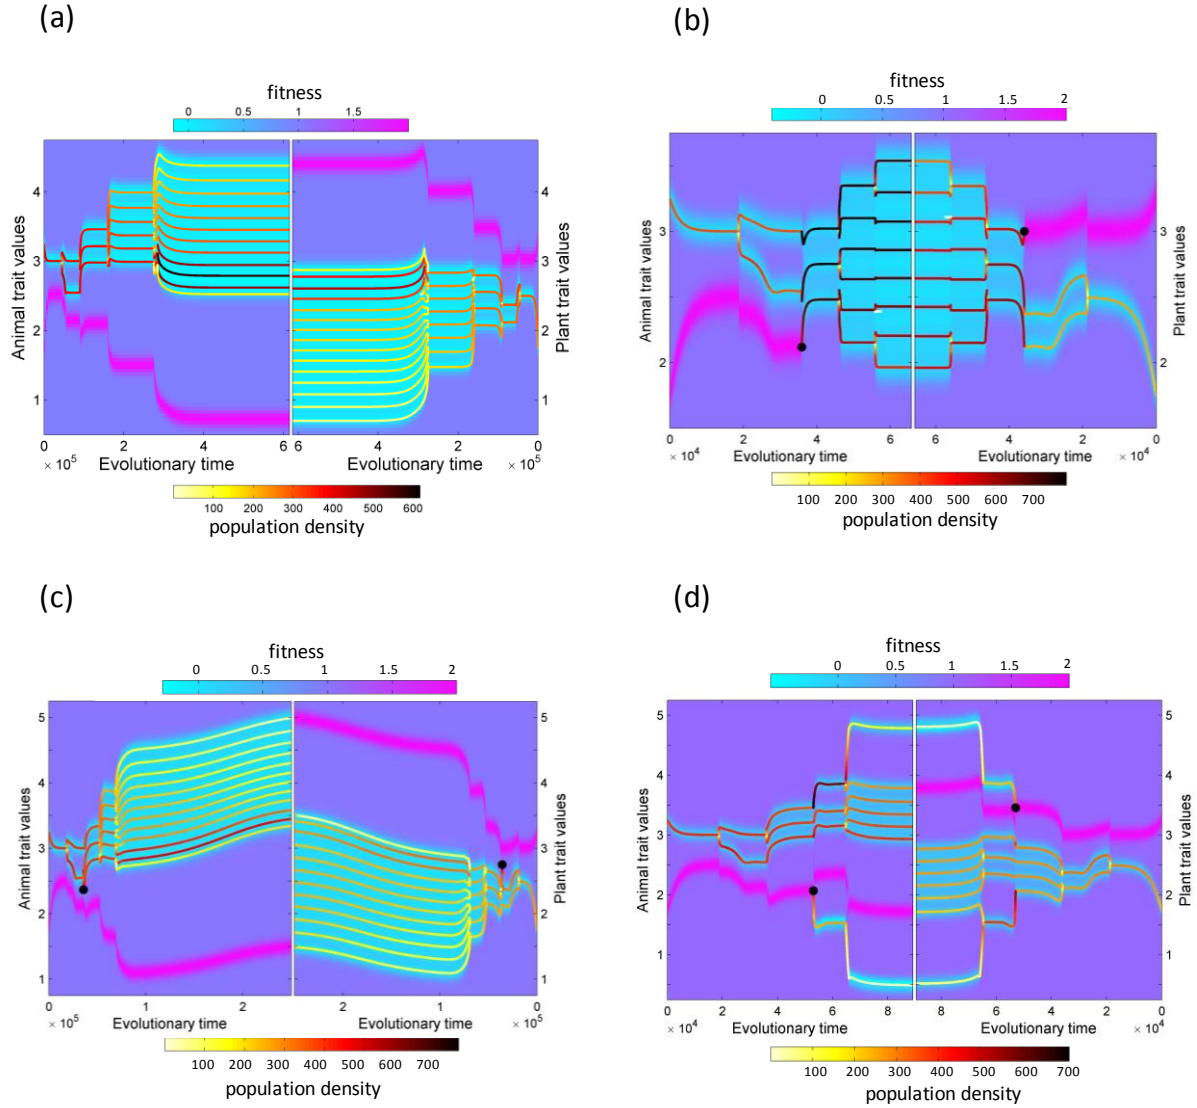 (a)
(b)
fitness
0 0.5 1 1.5
fitness
0 0.5 1 1.5 2
Animal trait values
4
3
2
1
Plant trait values
4
3
2
1
0 2 4 6 6 4 2 0
× 10⁵ Evolutionary time Evolutionary time × 10⁵
100 200 300 400 500 600
population density
Animal trait values
3
2
Plant trait values
3
2
0 2 4 6 6 4 2 0
× 10⁴ Evolutionary time Evolutionary time × 10⁴
100 200 300 400 500 600 700
population density
(c)
(d)
fitness
0 0.5 1 1.5 2
fitness
0 0.5 1 1.5 2
Animal trait values
5
4
3
2
1
Plant trait values
5
4
3
2
1
0 1 2 2 1 0
× 10⁵ Evolutionary time Evolutionary time × 10⁵
100 200 300 400 500 600 700
population density
Animal trait values
5
4
3
2
1
Plant trait values
5
4
3
2
1
0 2 4 6 8 8 6 4 2 0
× 10⁴ Evolutionary time Evolutionary time × 10⁴
100 200 300 400 500 600 700
population density